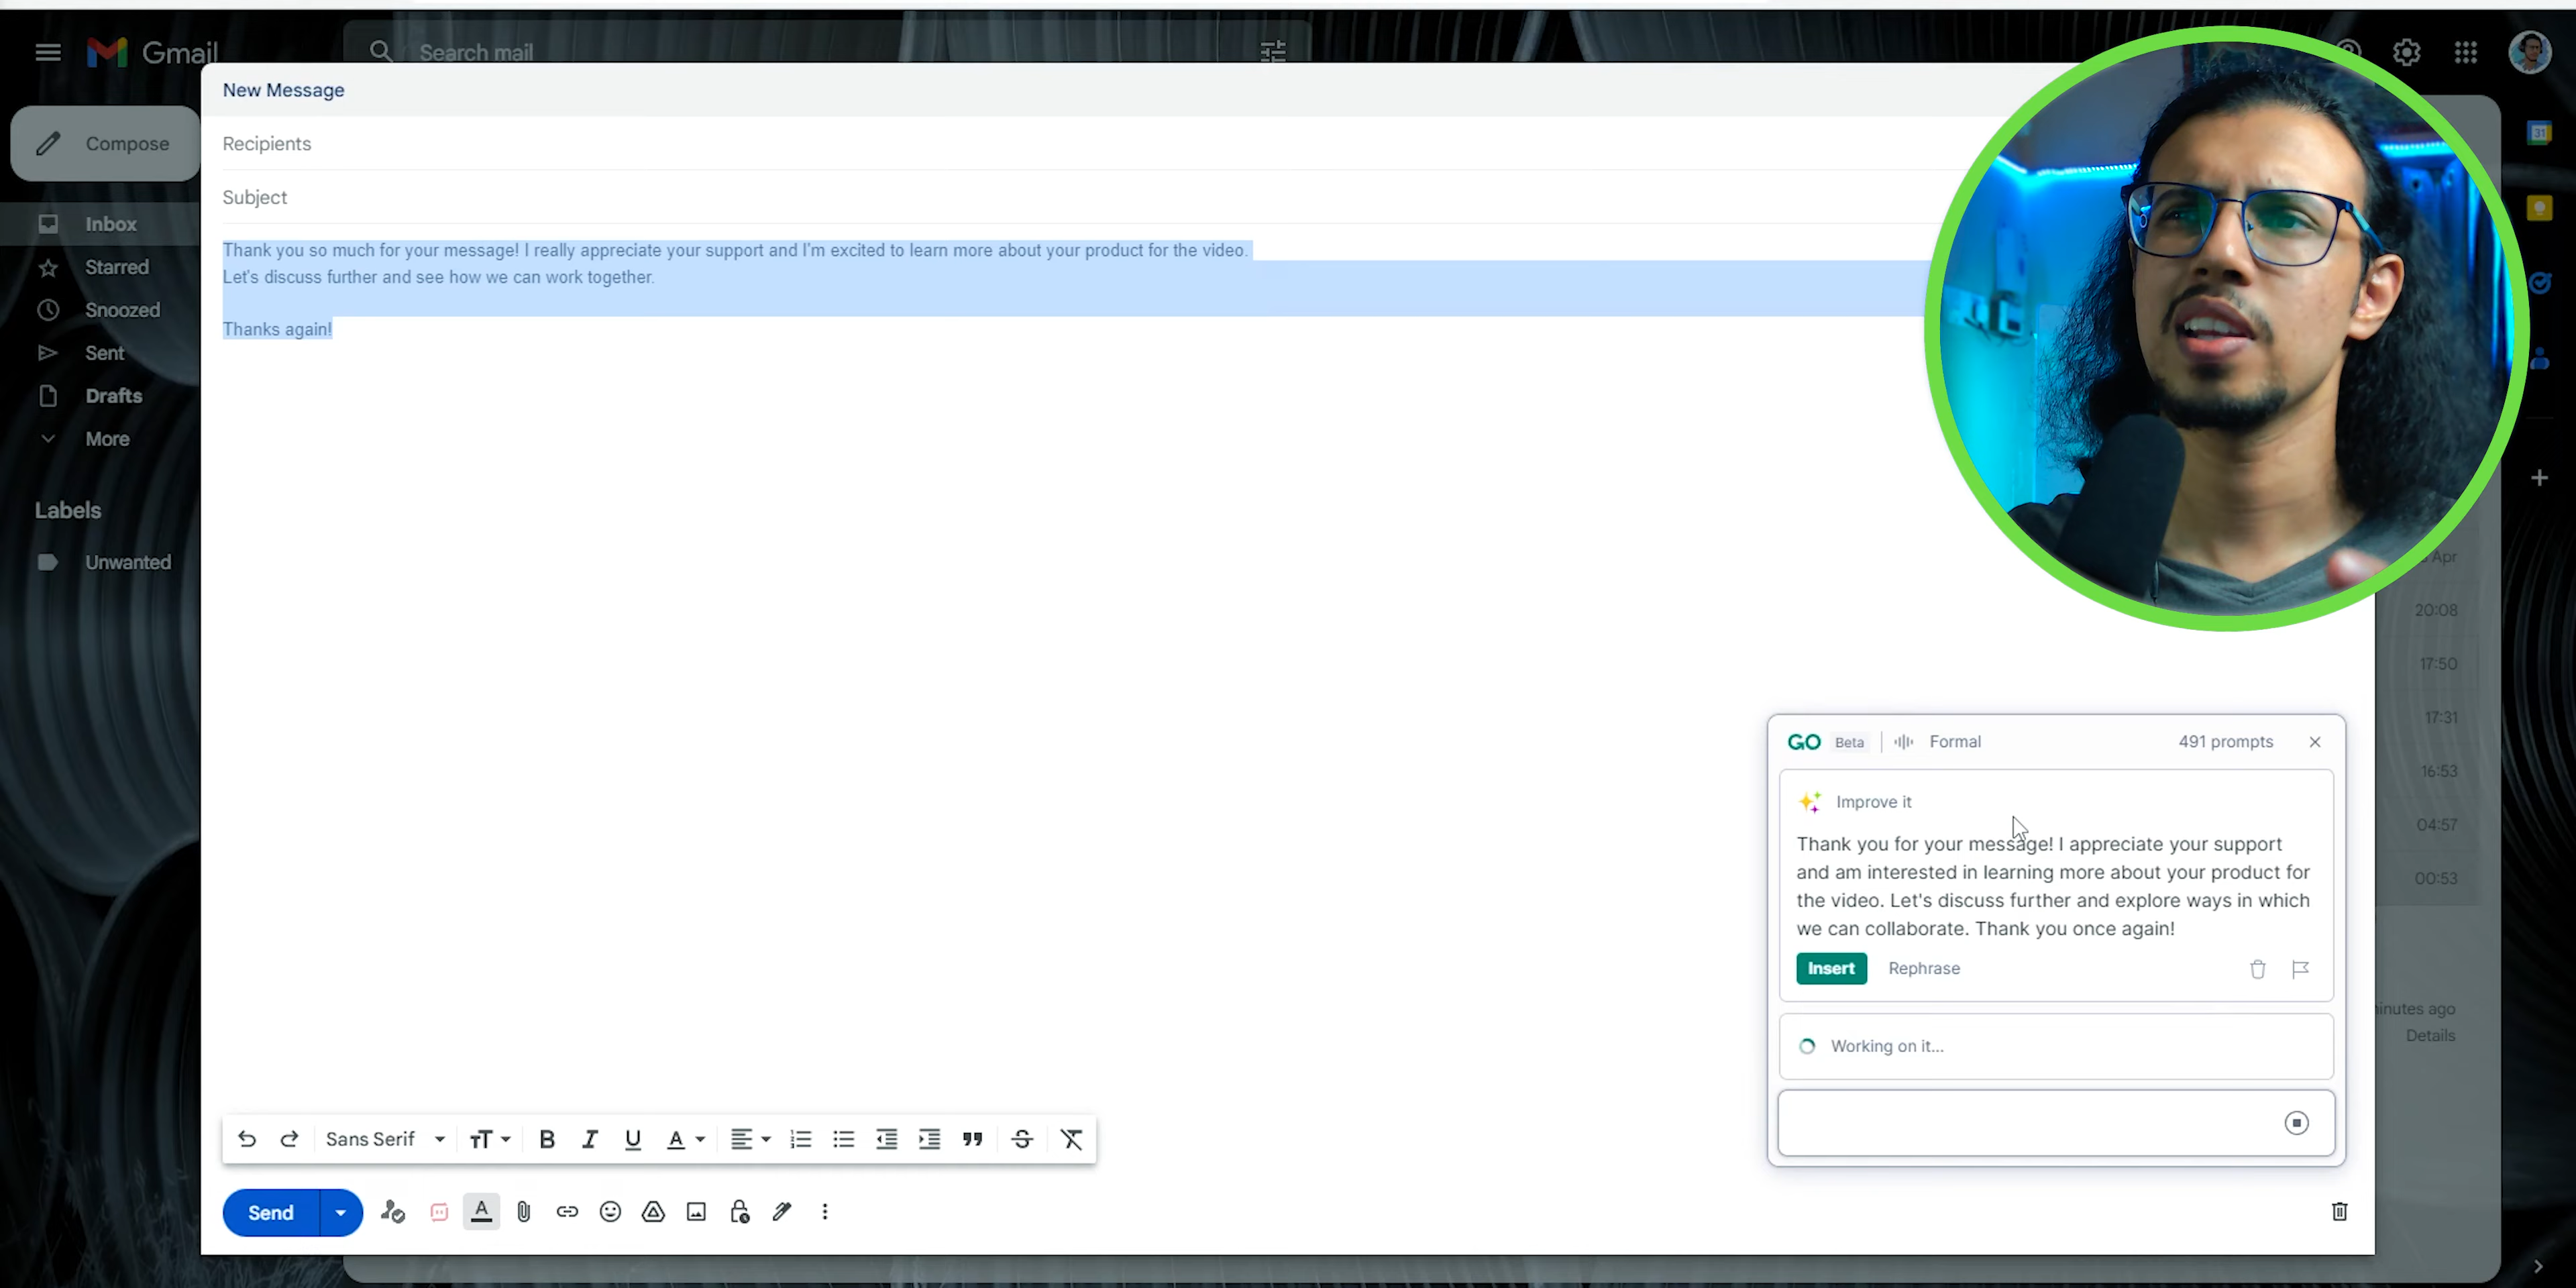 Gmail
Search mail
New Message
Compose
Recipients
Subject
Inbox
Starred
Snoozed
Sent
Drafts
More
Labels
Unwanted
Thank you so much for your message! I really appreciate your support and I'm excited to learn more about your product for the video.
Let's discuss further and see how we can work together.
Thanks again!
31
Apr
20:08
17:50
17:31
16:53
04:57
00:53
minutes ago
Details
GO Beta Formal 491 prompts
Improve it
Thank you for your message! I appreciate your support
and am interested in learning more about your product for
the video. Let's discuss further and explore ways in which
we can collaborate. Thank you once again!
Insert Rephrase
Working on it...
Sans Serif
Send